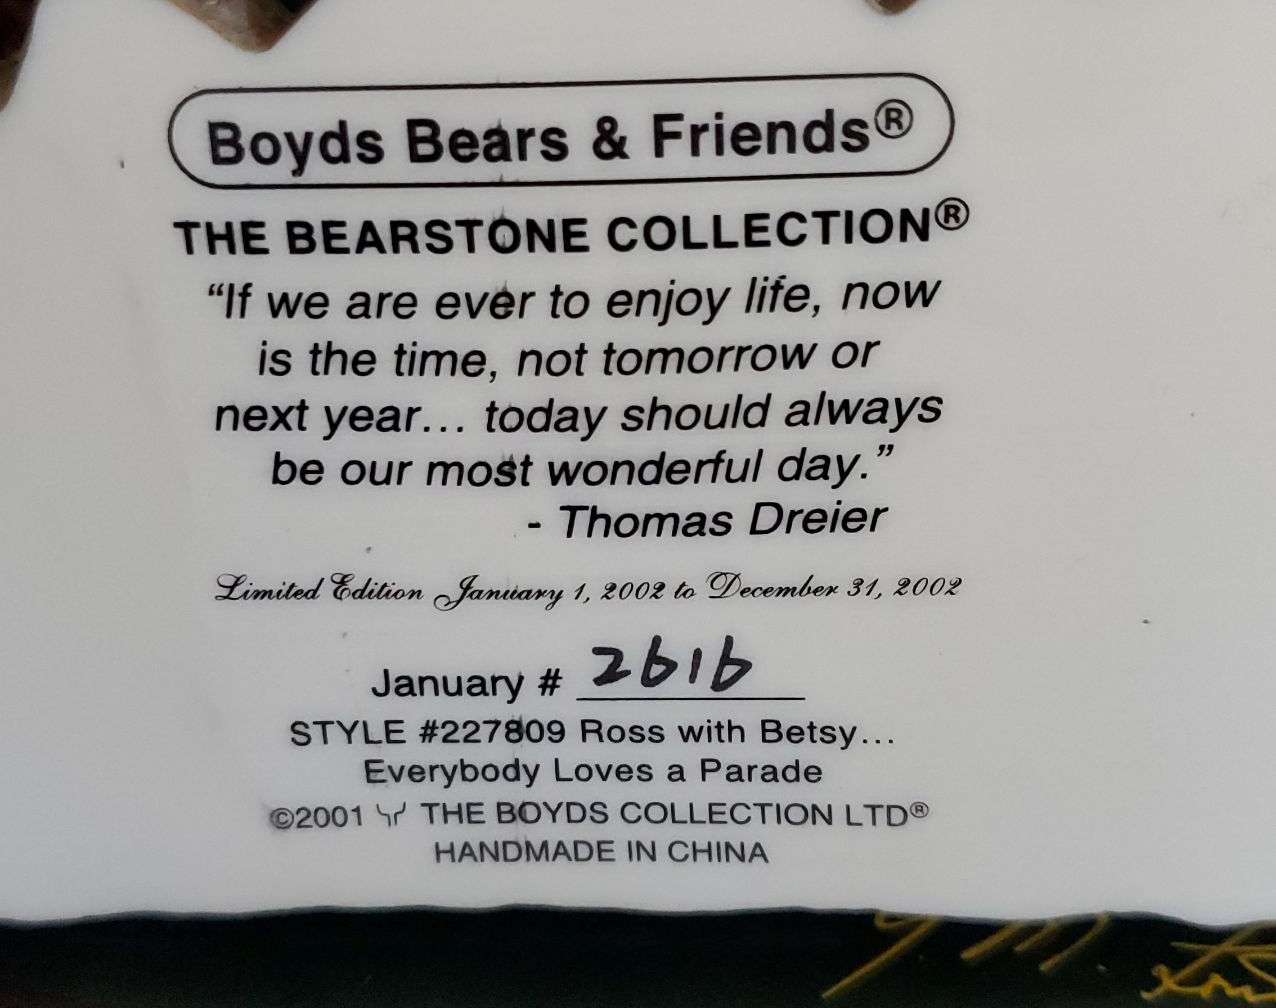 Boyds Bears & Friends®
THE BEARSTONE COLLECTION®
“If we are ever to enjoy life, now
is the time, not tomorrow or
next year... today should always
be our most wonderful day.”
- Thomas Dreier
Limited Edition January 1, 2002 to December 31, 2002
January # 2616
STYLE #227809 Ross with Betsy...
Everybody Loves a Parade
©2001 THE BOYDS COLLECTION LTD®
HANDMADE IN CHINA